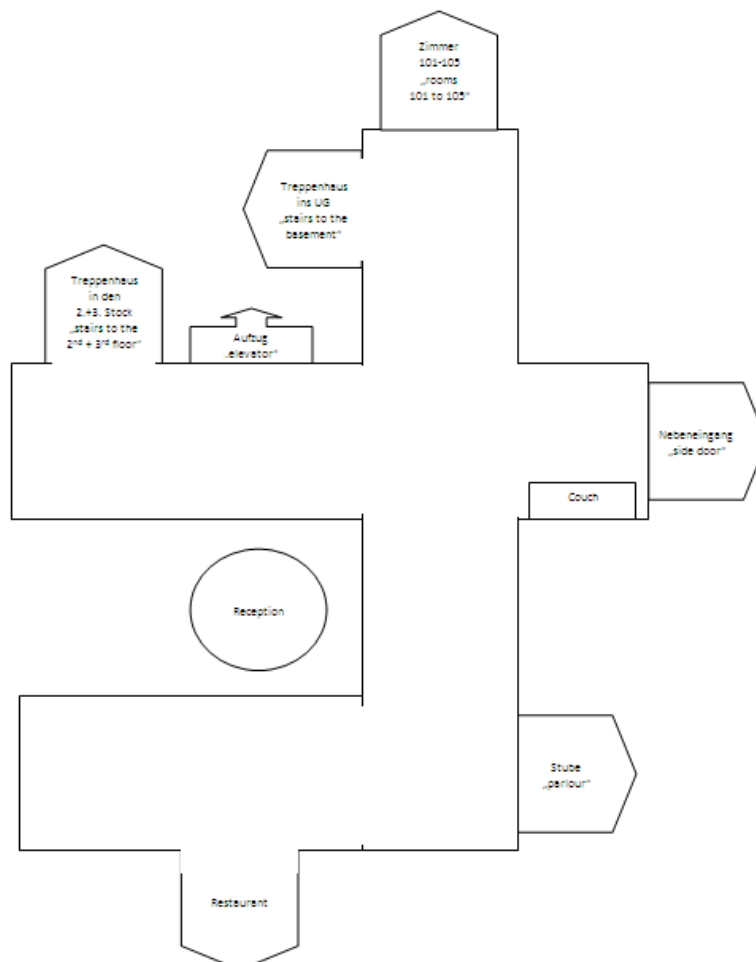 Zimmer
101-105
„rooms
101 to 105“
Treppenhaus
ins UG
„stairs to the
basement“
Treppenhaus
in den
2.+3. Stock
„stairs to the
2nd + 3rd floor“
Aufzug
„elevator“
Nebeneingang
„side door“
Couch
Reception
Stube
„parlour“
Restaurant